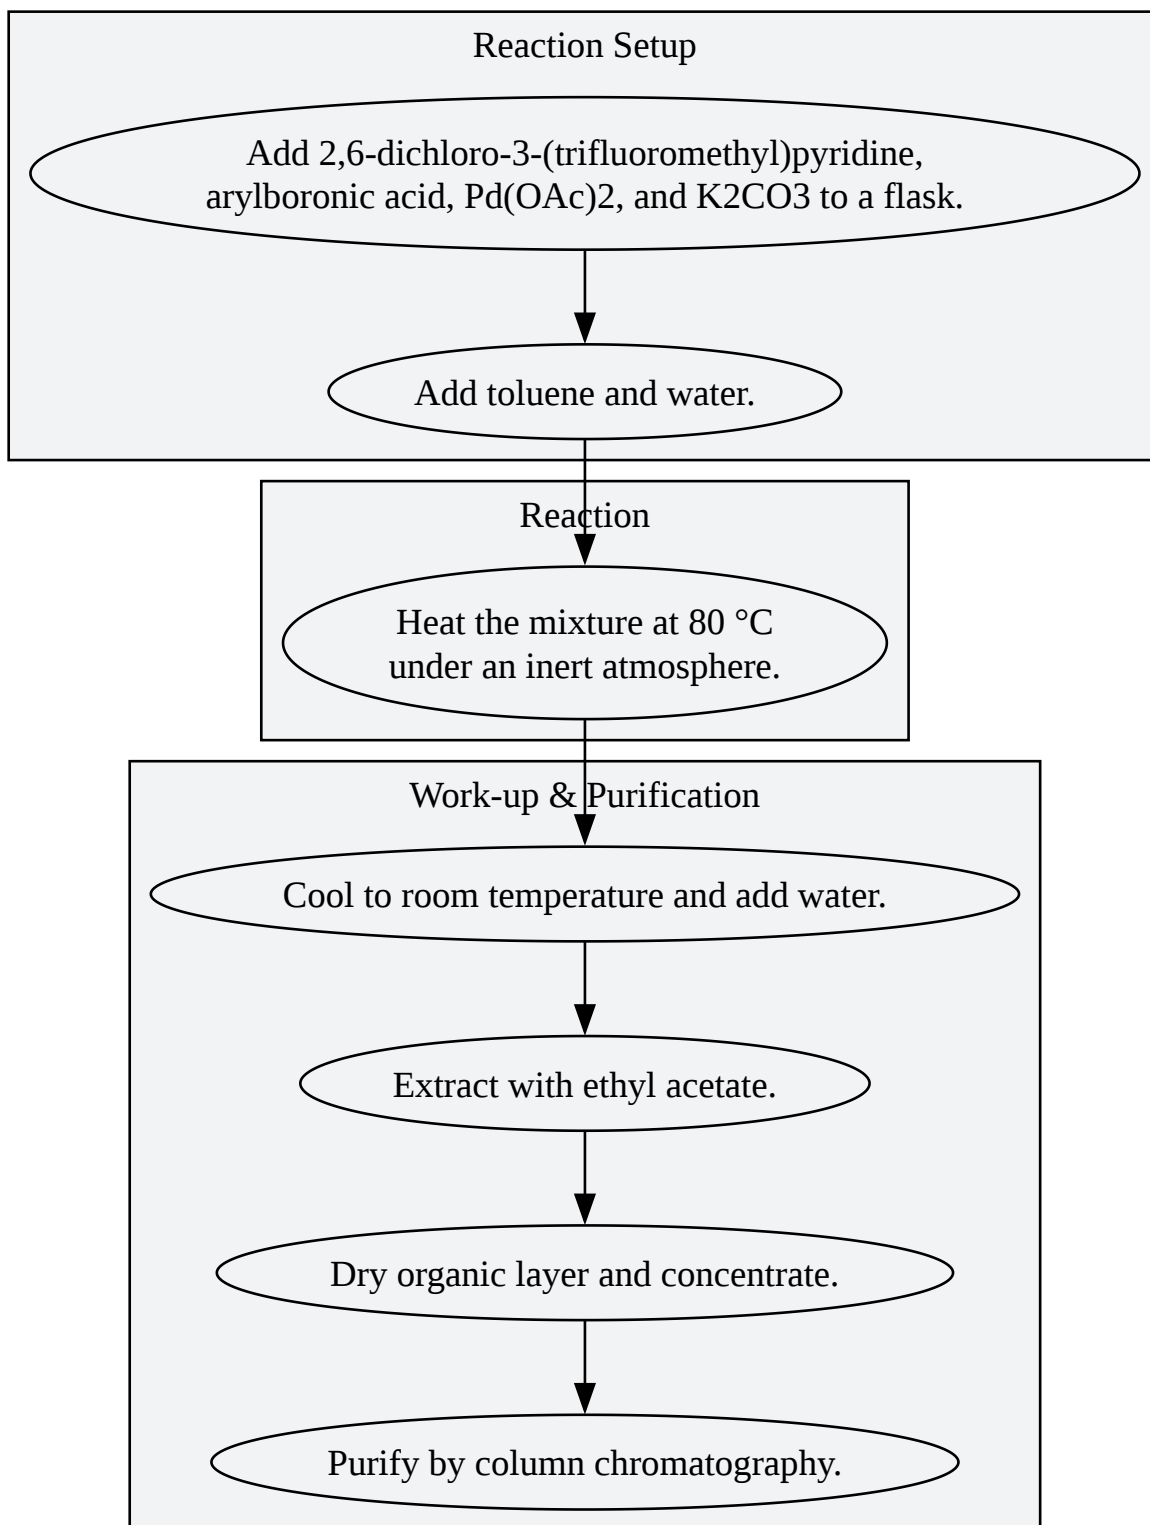 Reaction Setup
Add 2,6-dichloro-3-(trifluoromethyl)pyridine,
arylboronic acid, Pd(OAc)2, and K2CO3 to a flask.
Add toluene and water.
Reaction
Heat the mixture at 80 °C
under an inert atmosphere.
Work-up & Purification
Cool to room temperature and add water.
Extract with ethyl acetate.
Dry organic layer and concentrate.
Purify by column chromatography.